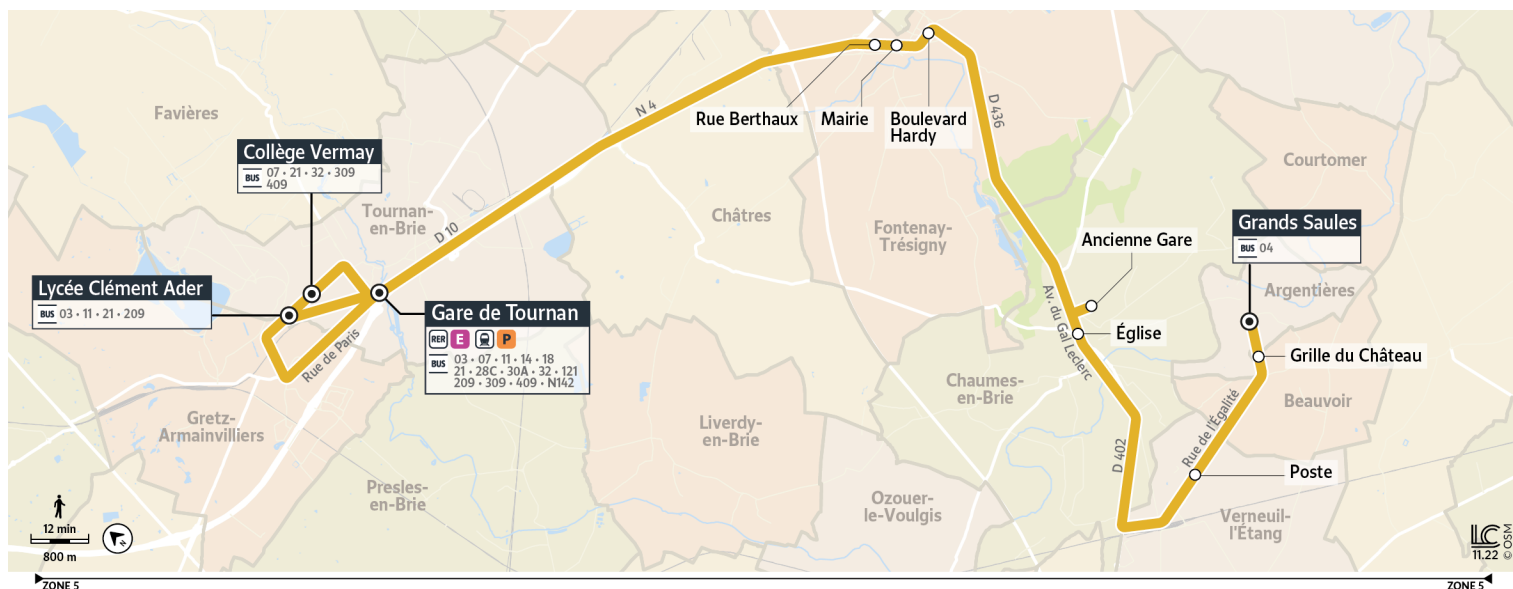 Favières
Collège Vermay
BUS 07 • 21 • 32 • 309
409
Tournan-
en-Brie
D 10
N 4
Lycée Clément Ader
BUS 03 • 11 • 21 • 209
Gare de Tournan
RER E P
BUS 03 • 07 • 11 • 14 • 18
21 • 28C • 30A • 32 • 121
209 • 309 • 409 • N142
Rue de Paris
Gretz-
Armainvilliers
Presles-
en-Brie
Rue Berthaux
Mairie
Boulevard
Hardy
D 436
Châtres
Fontenay-
Trésigny
Courtomer
Ancienne Gare
Grands Saules
BUS 04
Argentières
Av. du Gal Leclerc
Église
Grille du Château
Chaumes-
en-Brie
Beauvoir
Liverdy-
en-Brie
D 402
Rue de l'Égalité
Poste
Ozouer-
le-Voulgis
Verneuil-
l'Étang
12 min
800 m
N
LC
11.22
© OSM
ZONE 5
ZONE 5